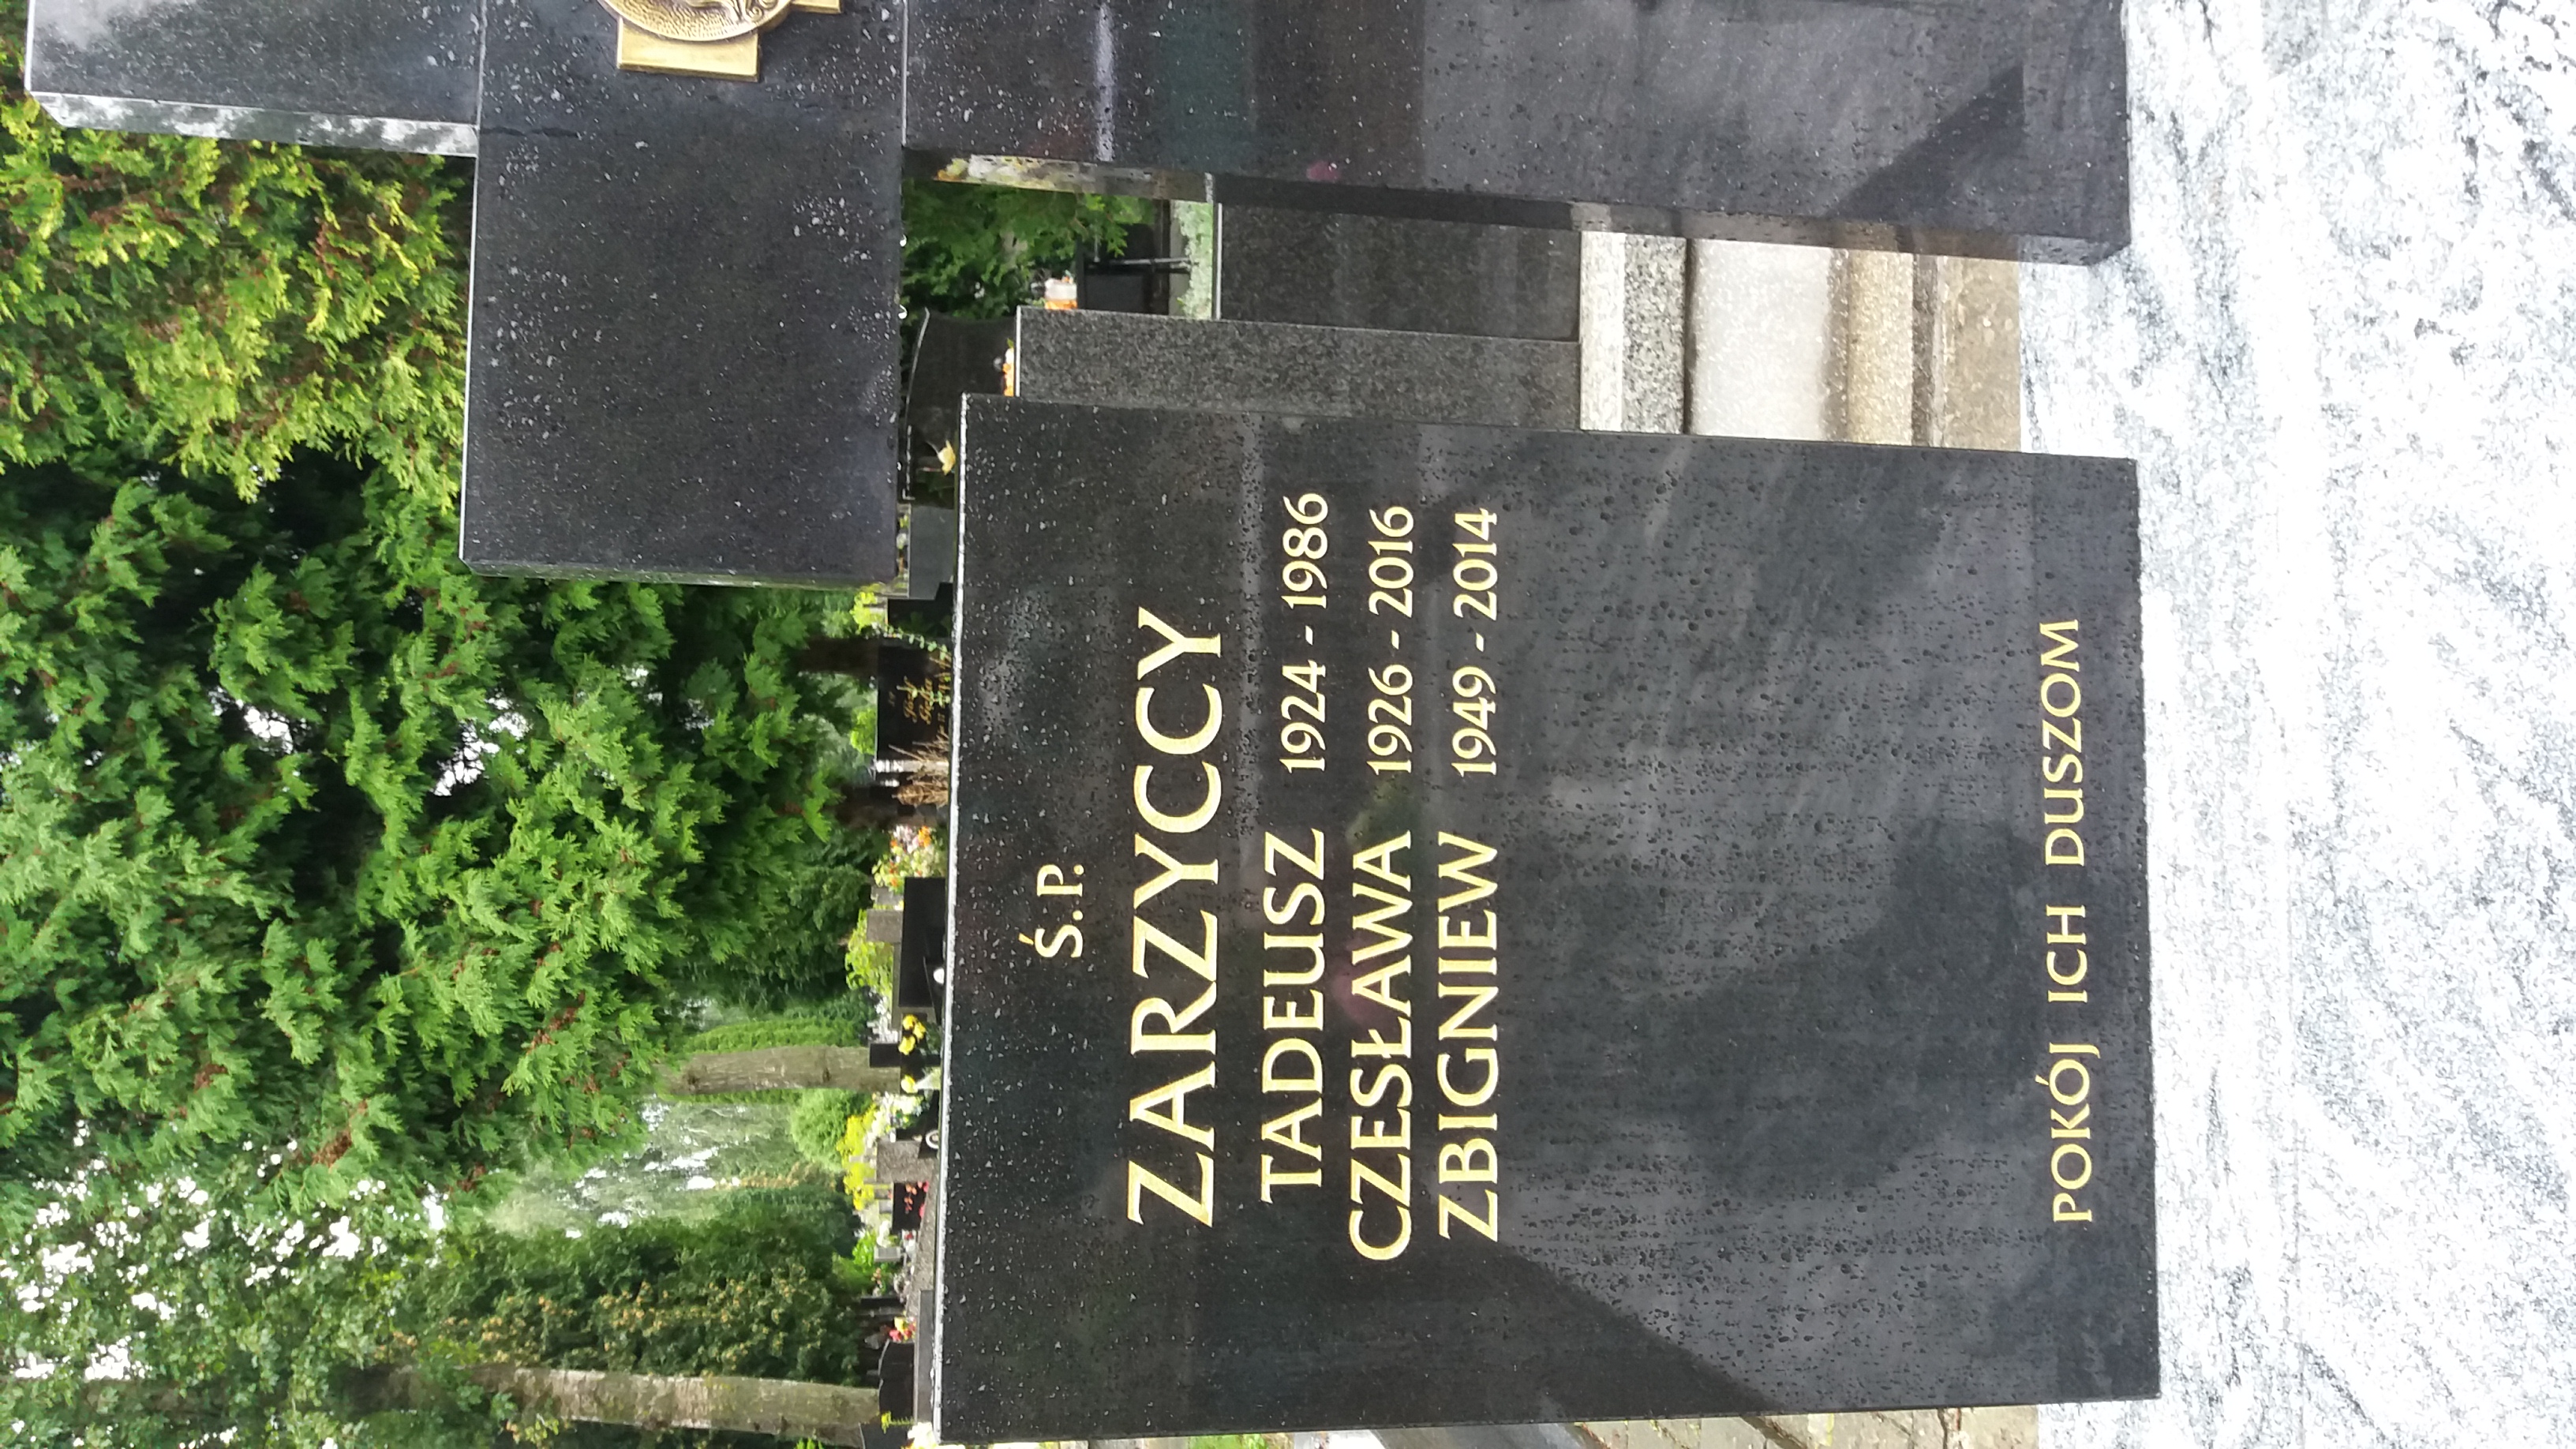 Ś.P.
ZARZYCCY
TADEUSZ 1924 - 1986
CZESŁAWA 1926 - 2016
ZBIGNIEW 1949 - 2014
POKÓJ ICH DUSZOM